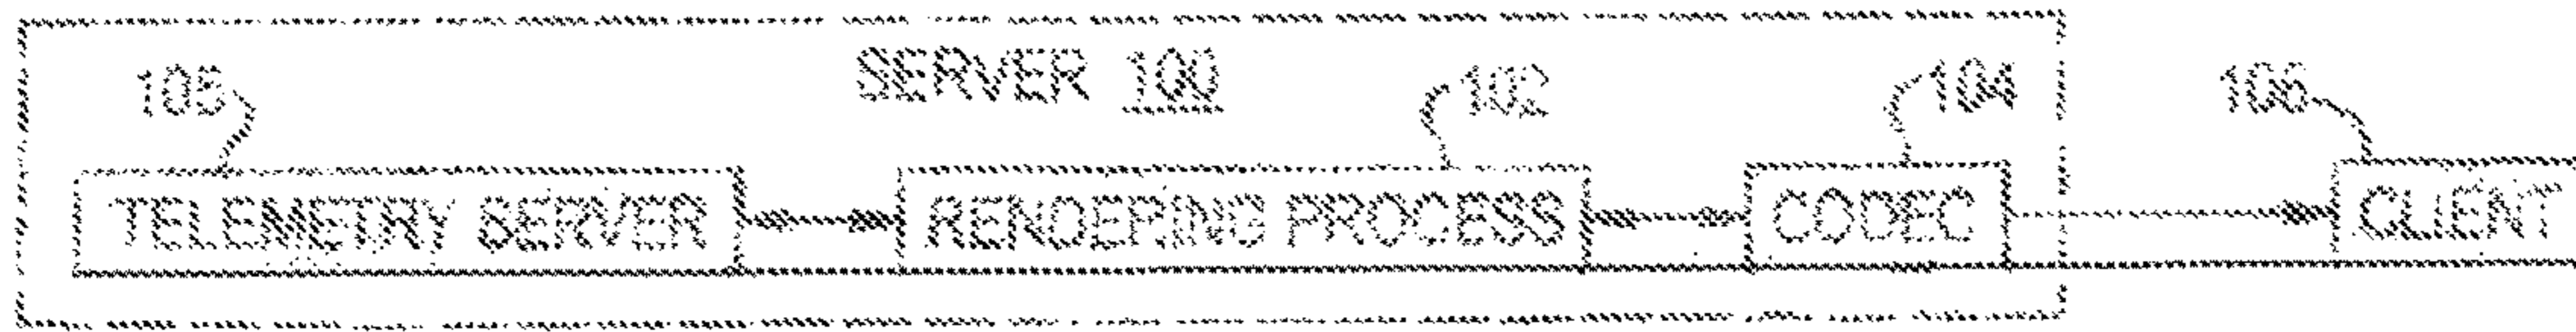 SERVER 100
105
102
104
106
TELEMETRY SERVER
RENDERING PROCESS
CODEC
CLIENT